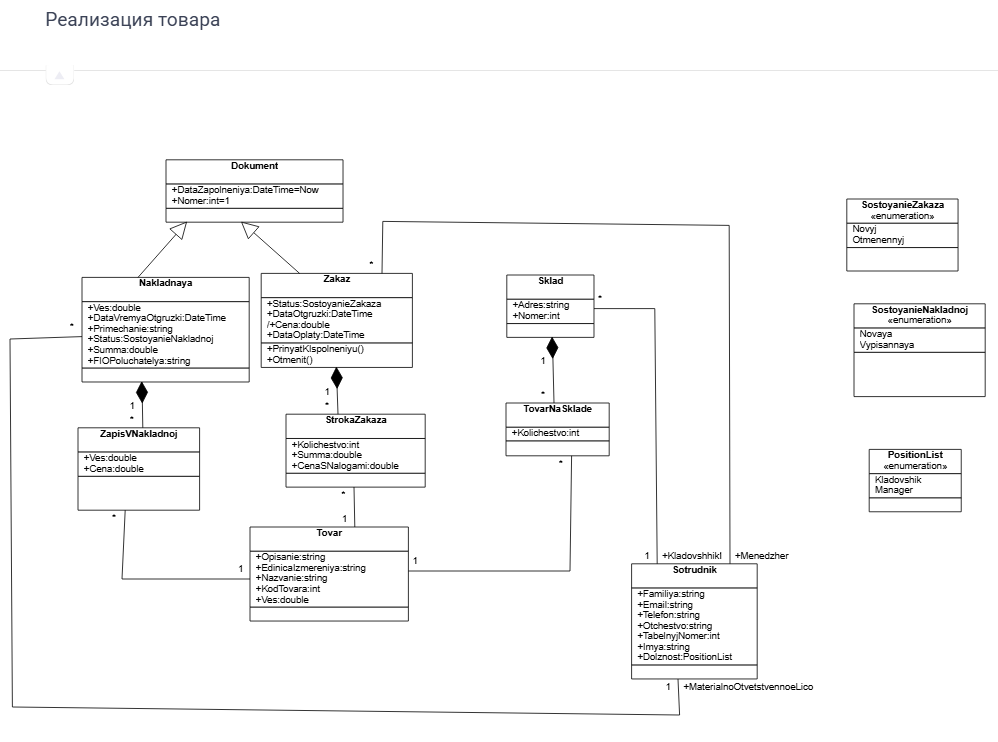 Реализация товара
Dokument
+DataZapolneniya:DateTime=Now
+Nomer:int=1
SostoyanieZakaza
«enumeration»
Novyj
Otmenennyj
*
Nakladnaya
+Ves:double
+DataVremyaOtgruzki:DateTime
+Primechanie:string
+Status:SostoyanieNakladnoj
+Summa:double
+FIOPoluchatelya:string
*
Zakaz
+Status:SostoyanieZakaza
+DataOtgruzki:DateTime
/+Cena:double
+DataOplaty:DateTime
+PrinyatKIspolneniyu()
+Otmenit()
Sklad
+Adres:string
+Nomer:int
*
SostoyanieNakladnoj
«enumeration»
Novaya
Vypisannaya
1
*
1
*
1
*
ZapisVNakladnoj
+Ves:double
+Cena:double
*
StrokaZakaza
+Kolichestvo:int
+Summa:double
+CenaSNalogami:double
*
TovarNaSklade
+Kolichestvo:int
*
PositionList
«enumeration»
Kladovshik
Manager
1
1
Tovar
+Opisanie:string
+EdinicaIzmereniya:string
+Nazvanie:string
+KodTovara:int
+Ves:double
1
1
+KladovshhikI
+Menedzher
Sotrudnik
+Familiya:string
+Email:string
+Telefon:string
+Otchestvo:string
+TabelnyjNomer:int
+Imya:string
+Dolznost:PositionList
1
+MaterialnoOtvetstvennoeLico